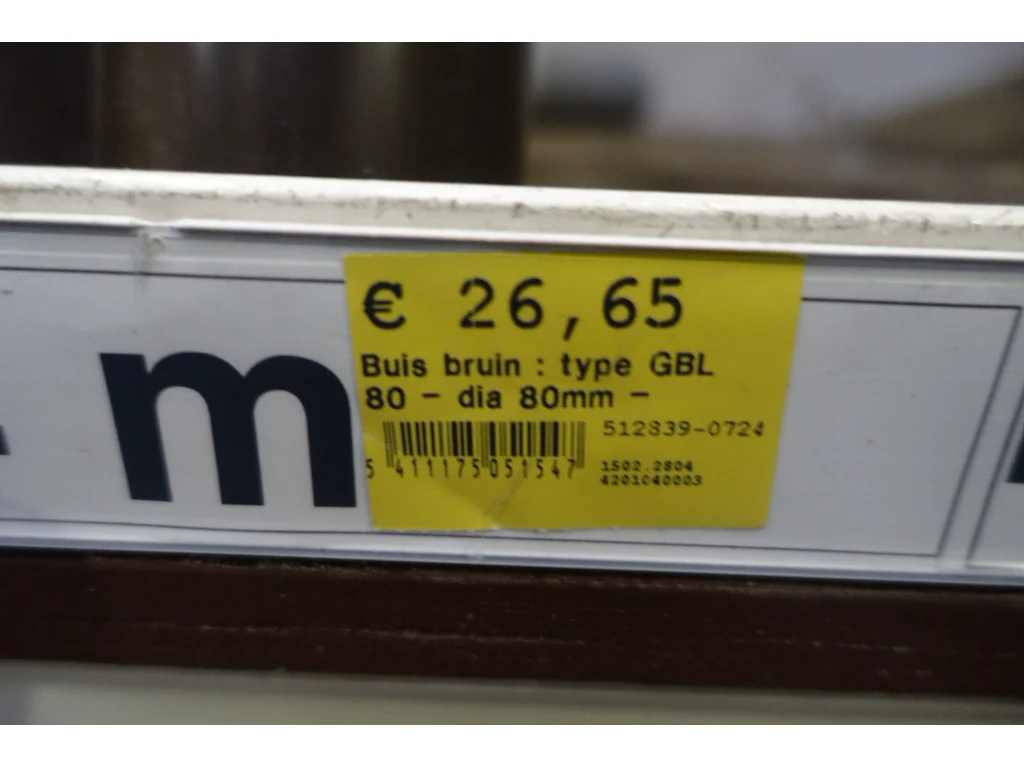 € 26,65
Buis bruin : type GBL
80 - dia 80mm -
512839-0724
5 411175 051547
1502.2804
4201040003
m